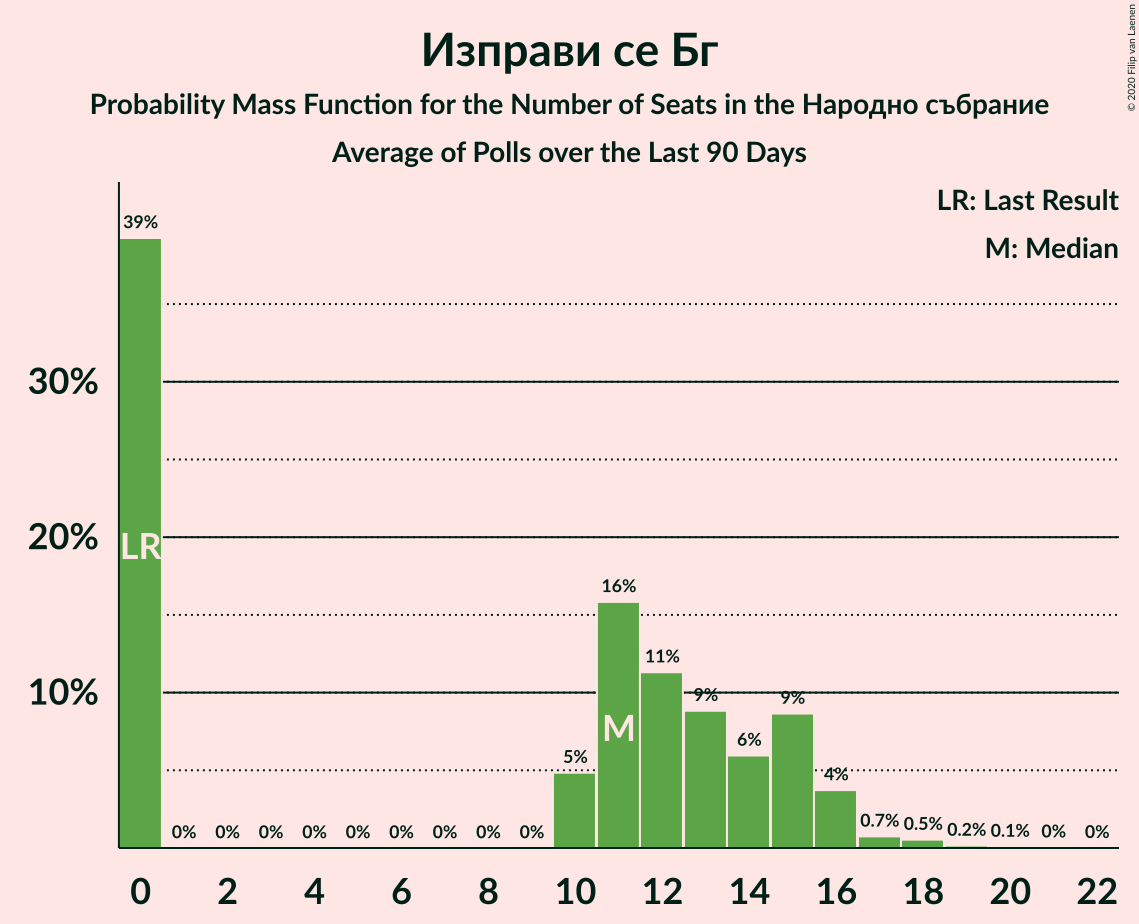 Изправи се Бг
Probability Mass Function for the Number of Seats in the Народно събрание
Average of Polls over the Last 90 Days
© 2020 Filip van Laenen
LR: Last Result
M: Median
39%
30%
20%
LR
16%
11%
10%
9%
9%
M
6%
5%
4%
0% 0% 0% 0% 0% 0% 0% 0% 0% 0.7% 0.5% 0.2% 0.1% 0% 0%
0 2 4 6 8 10 12 14 16 18 20 22